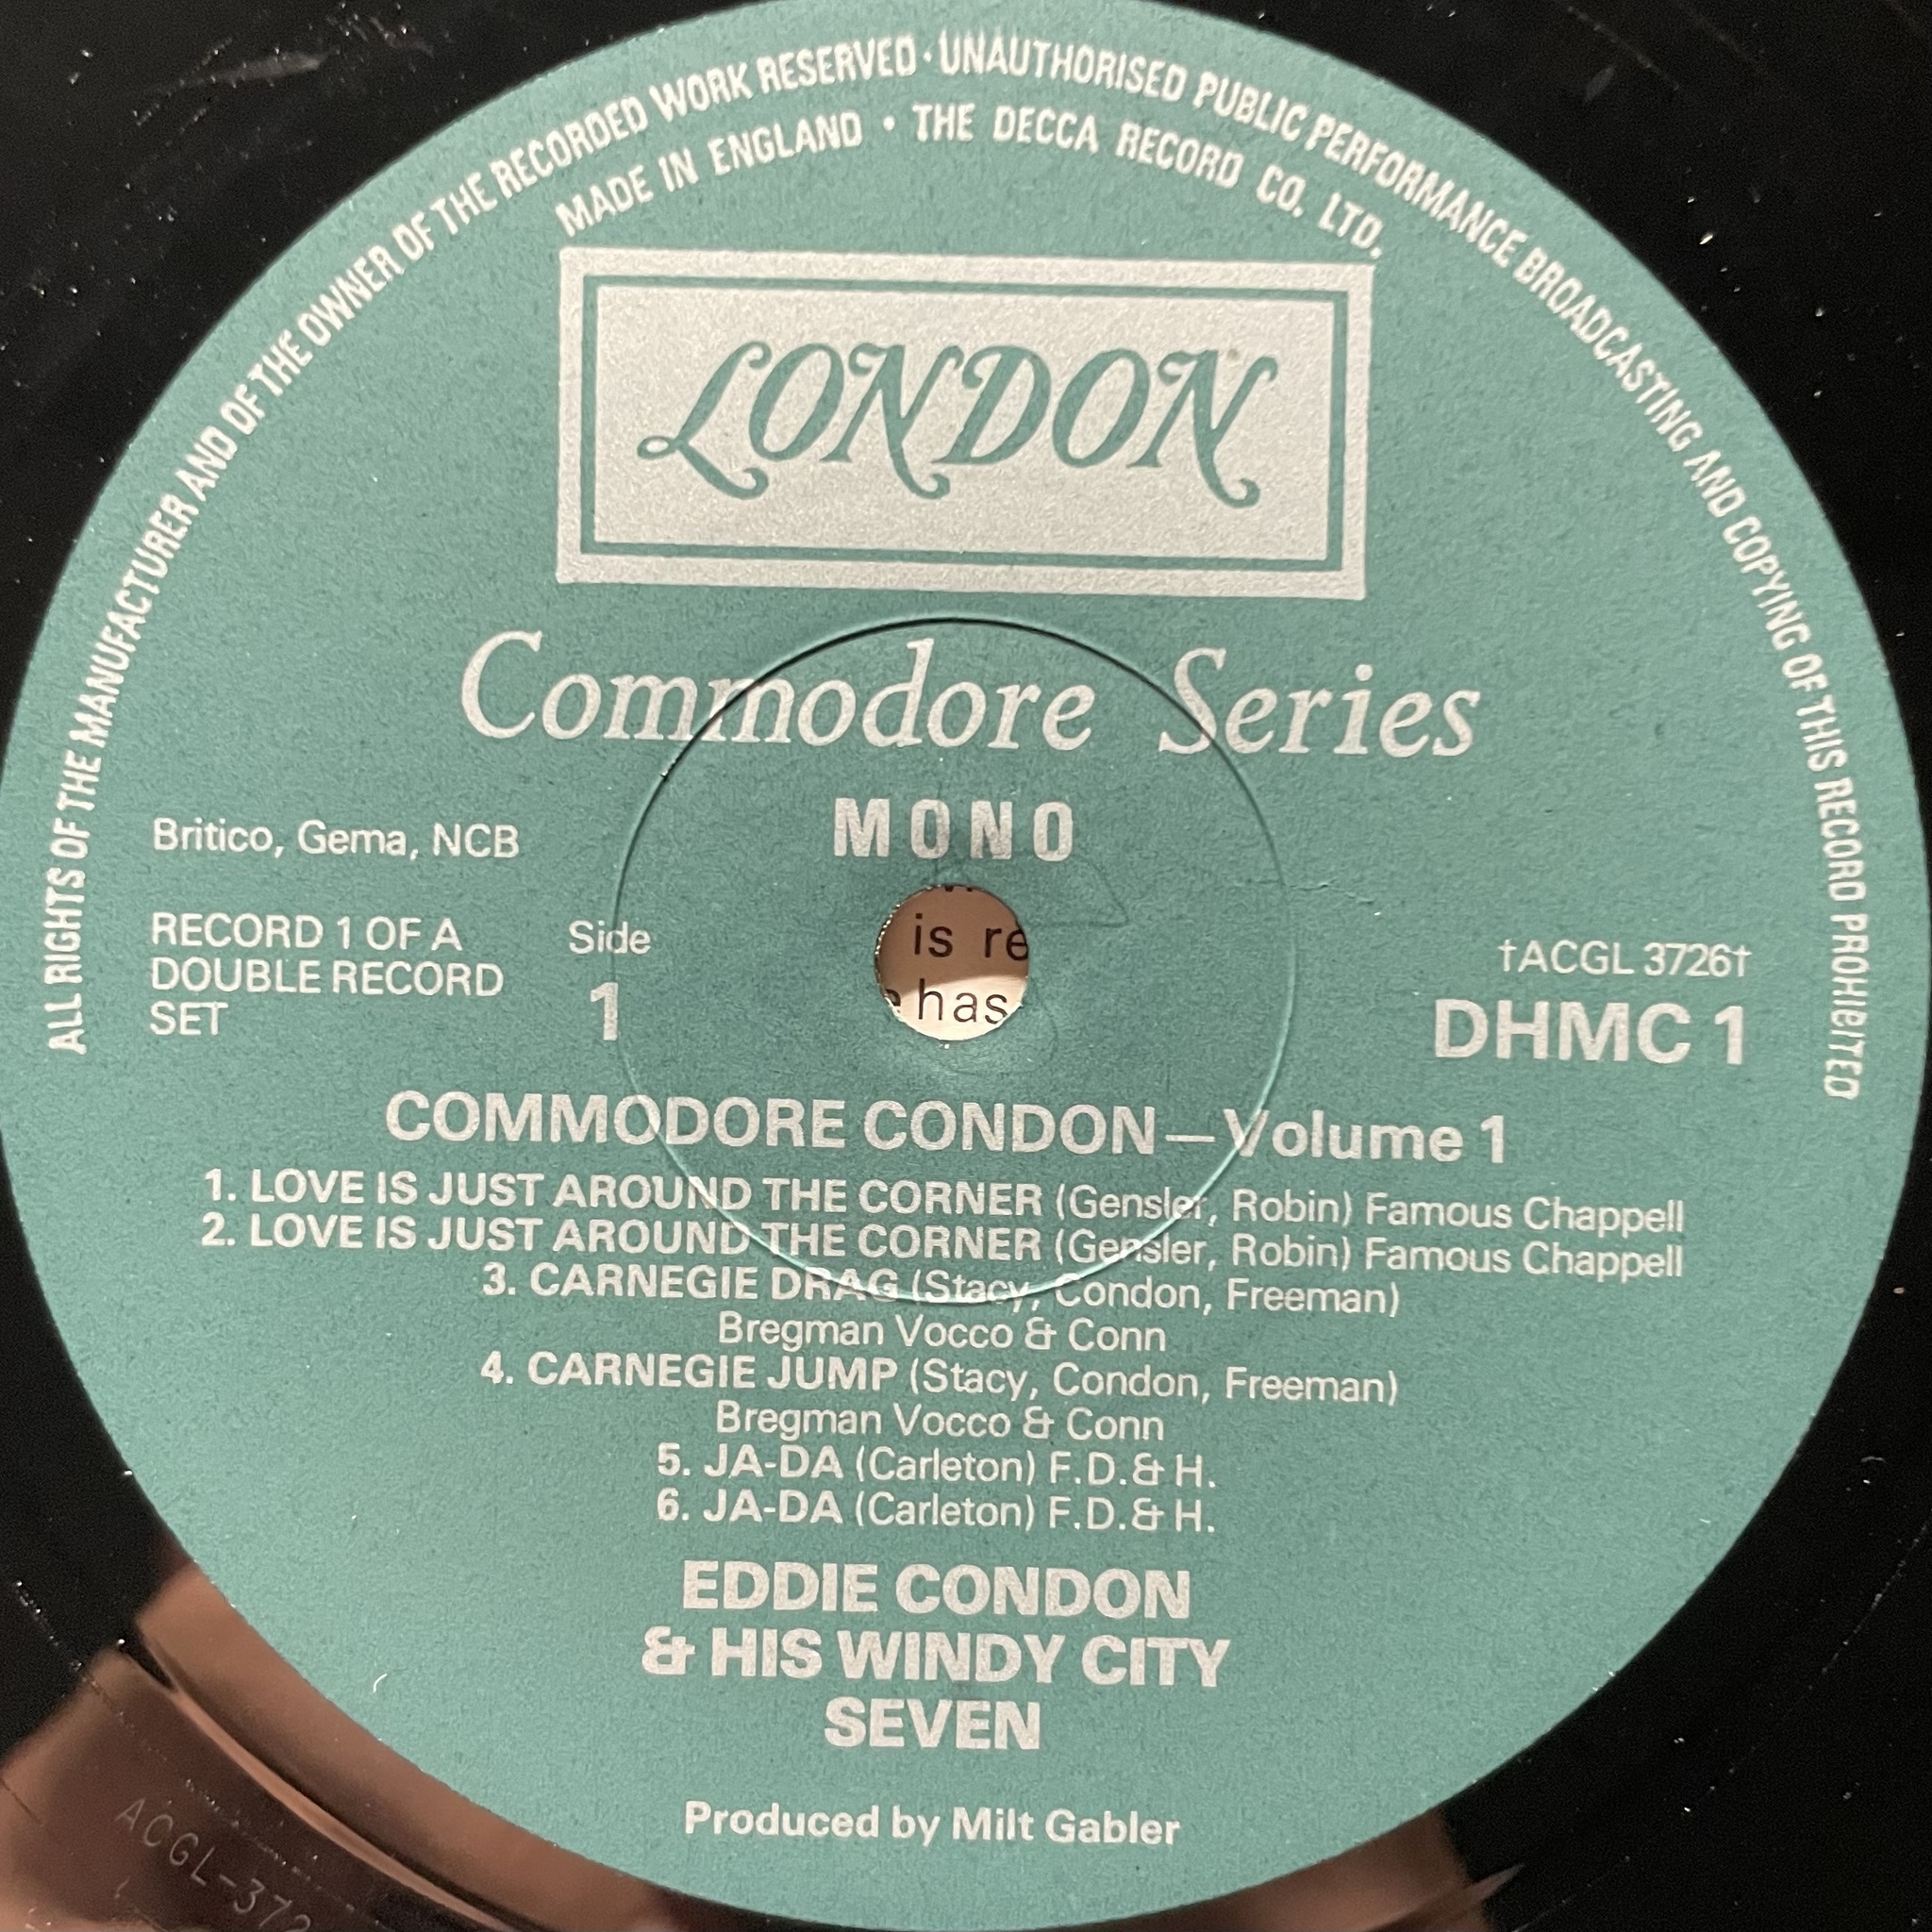 ALL RIGHTS OF THE MANUFACTURER AND OF THE OWNER OF THE RECORDED WORK RESERVED · UNAUTHORISED PUBLIC PERFORMANCE BROADCASTING AND COPYING OF THIS RECORD PROHIBITED
MADE IN ENGLAND • THE DECCA RECORD CO. LTD.
LONDON
Commodore Series
MONO
Britico, Gema, NCB
RECORD 1 OF A
DOUBLE RECORD
SET
Side
1
is re
has
†ACGL 3726†
DHMC 1
COMMODORE CONDON—Volume 1
1. LOVE IS JUST AROUND THE CORNER (Gensler, Robin) Famous Chappell
2. LOVE IS JUST AROUND THE CORNER (Gensler, Robin) Famous Chappell
3. CARNEGIE DRAG (Stacy, Condon, Freeman)
Bregman Vocco & Conn
4. CARNEGIE JUMP (Stacy, Condon, Freeman)
Bregman Vocco & Conn
5. JA-DA (Carleton) F.D.& H.
6. JA-DA (Carleton) F.D.& H.
EDDIE CONDON
& HIS WINDY CITY
SEVEN
Produced by Milt Gabler
ACGL-372